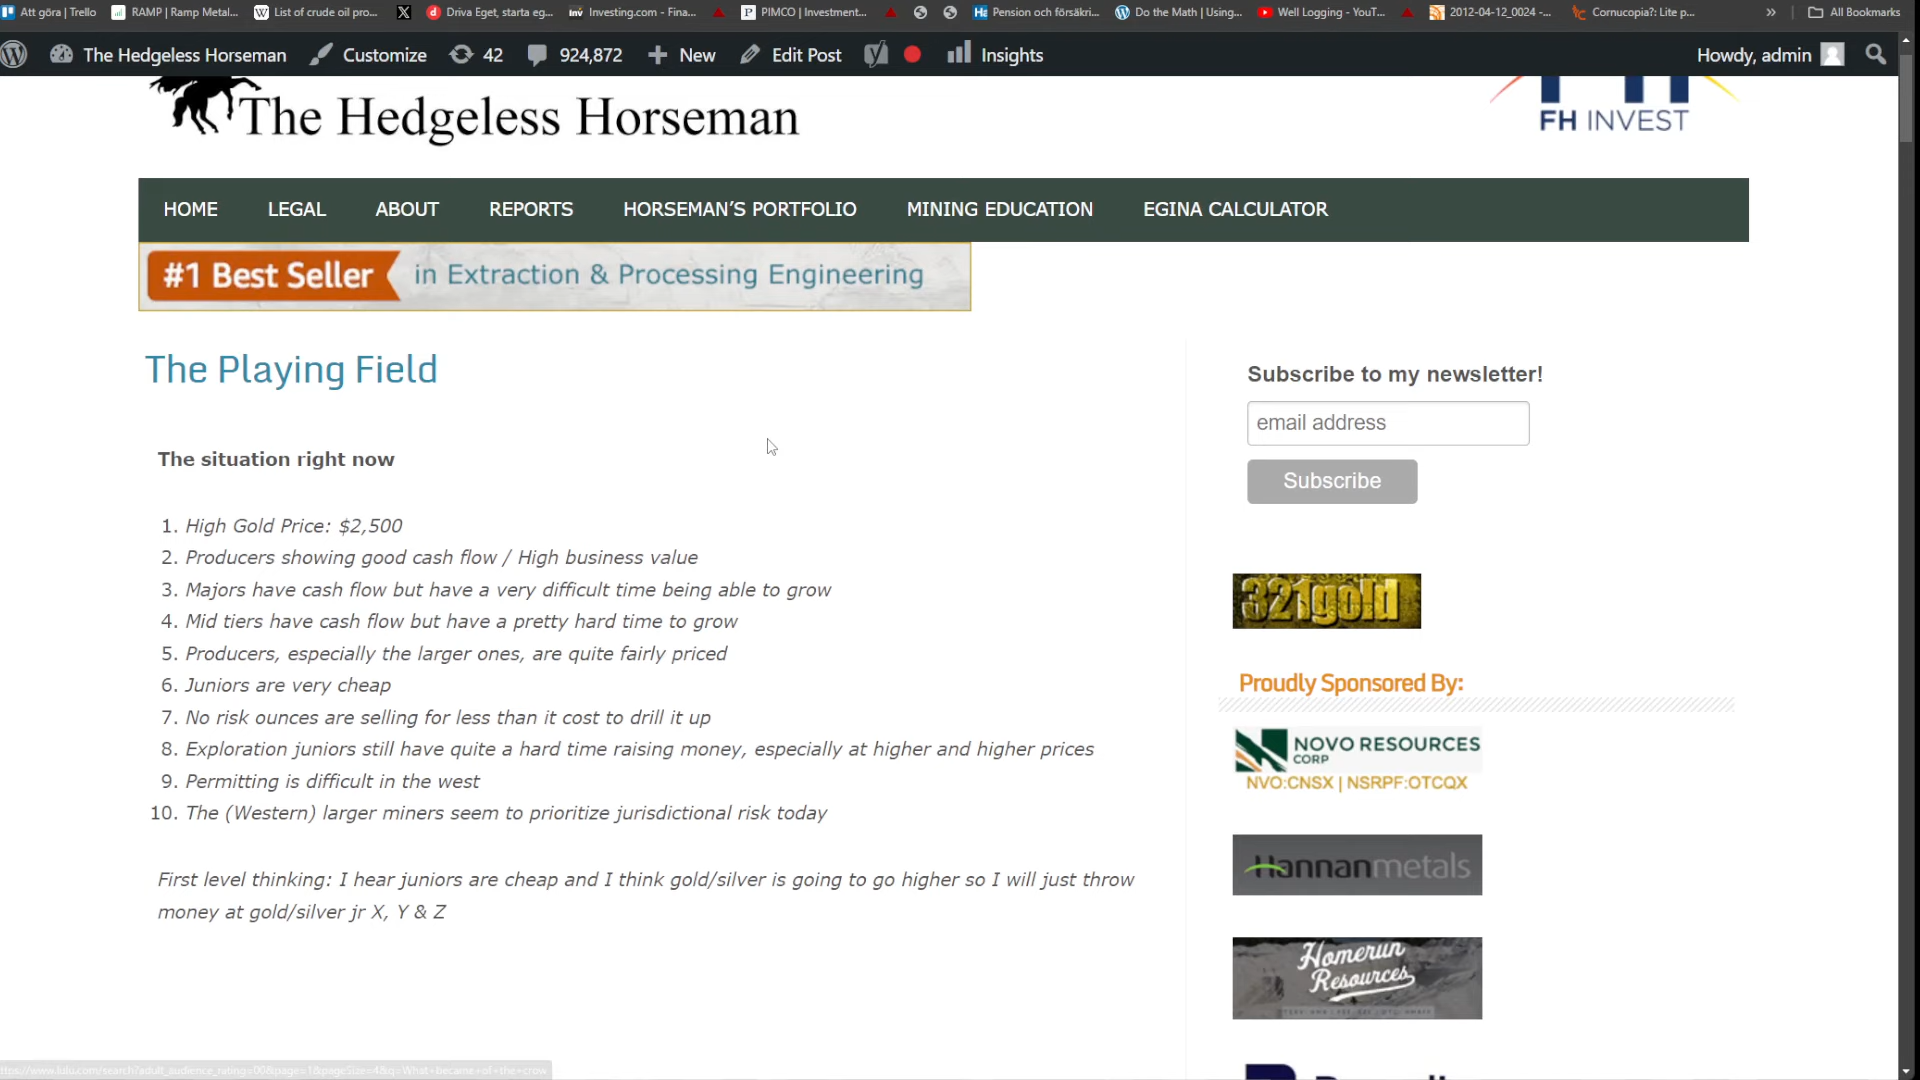 Att göra | Trello
RAMP | Ramp Metal...
List of crude oil pro...
Driva Eget, starta eg...
Investing.com - Fina...
PIMCO | Investment...
Pension och försäkri...
Do the Math | Using...
Well Logging - YouT...
2012-04-12_0024 -...
Cornucopia?: Lite p...
»
All Bookmarks
The Hedgeless Horseman
Customize
42
924,872
New
Edit Post
Insights
Howdy, admin
The Hedgeless Horseman
FH INVEST
HOME
LEGAL
ABOUT
REPORTS
HORSEMAN’S PORTFOLIO
MINING EDUCATION
EGINA CALCULATOR
#1 Best Seller in Extraction & Processing Engineering
The Playing Field
The situation right now
1. High Gold Price: $2,500
2. Producers showing good cash flow / High business value
3. Majors have cash flow but have a very difficult time being able to grow
4. Mid tiers have cash flow but have a pretty hard time to grow
5. Producers, especially the larger ones, are quite fairly priced
6. Juniors are very cheap
7. No risk ounces are selling for less than it cost to drill it up
8. Exploration juniors still have quite a hard time raising money, especially at higher and higher prices
9. Permitting is difficult in the west
10. The (Western) larger miners seem to prioritize jurisdictional risk today
First level thinking: I hear juniors are cheap and I think gold/silver is going to go higher so I will just throw
money at gold/silver jr X, Y & Z
Subscribe to my newsletter!
email address
Subscribe
321gold
Proudly Sponsored By:
NOVO RESOURCES
CORP
NVO:CNSX | NSRPF:OTCQX
Hannanmetals
Homerun
Resources